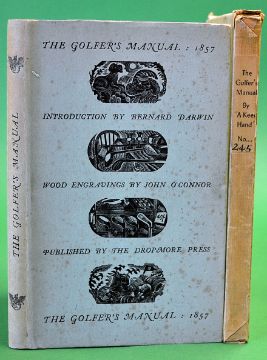 THE GOLFER'S MANUAL : 1857
INTRODUCTION BY BERNARD DARWIN
WOOD ENGRAVINGS BY JOHN O'CONNOR
PUBLISHED BY THE DROPMORE PRESS
THE GOLFER'S MANUAL : 1857
THE GOLFER'S MANUAL
The
Golfer's
Manual
By
'A Keen
Hand'
No...
245